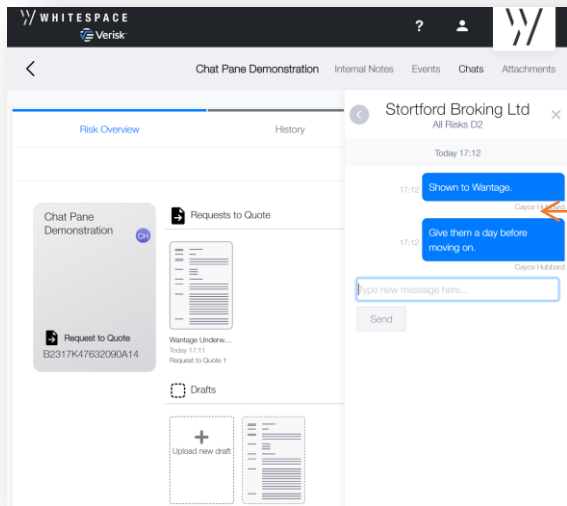 WHITESPACE
Verisk
?
Chat Pane Demonstration Internal Notes Events Chats Attachments
Risk Overview History
Chat Pane
Demonstration
CH
Request to Quote
B2317K47632090A14
Requests to Quote
Wantage Underw...
Today 17:11
Request to Quote 1
Drafts
Upload new draft
Stortford Broking Ltd
All Risks D2
Today 17:12
17:12 Shown to Wantage.
Cayce Hubbard
17:12 Give them a day before
moving on.
Cayce Hubbard
Type new message here...
Send